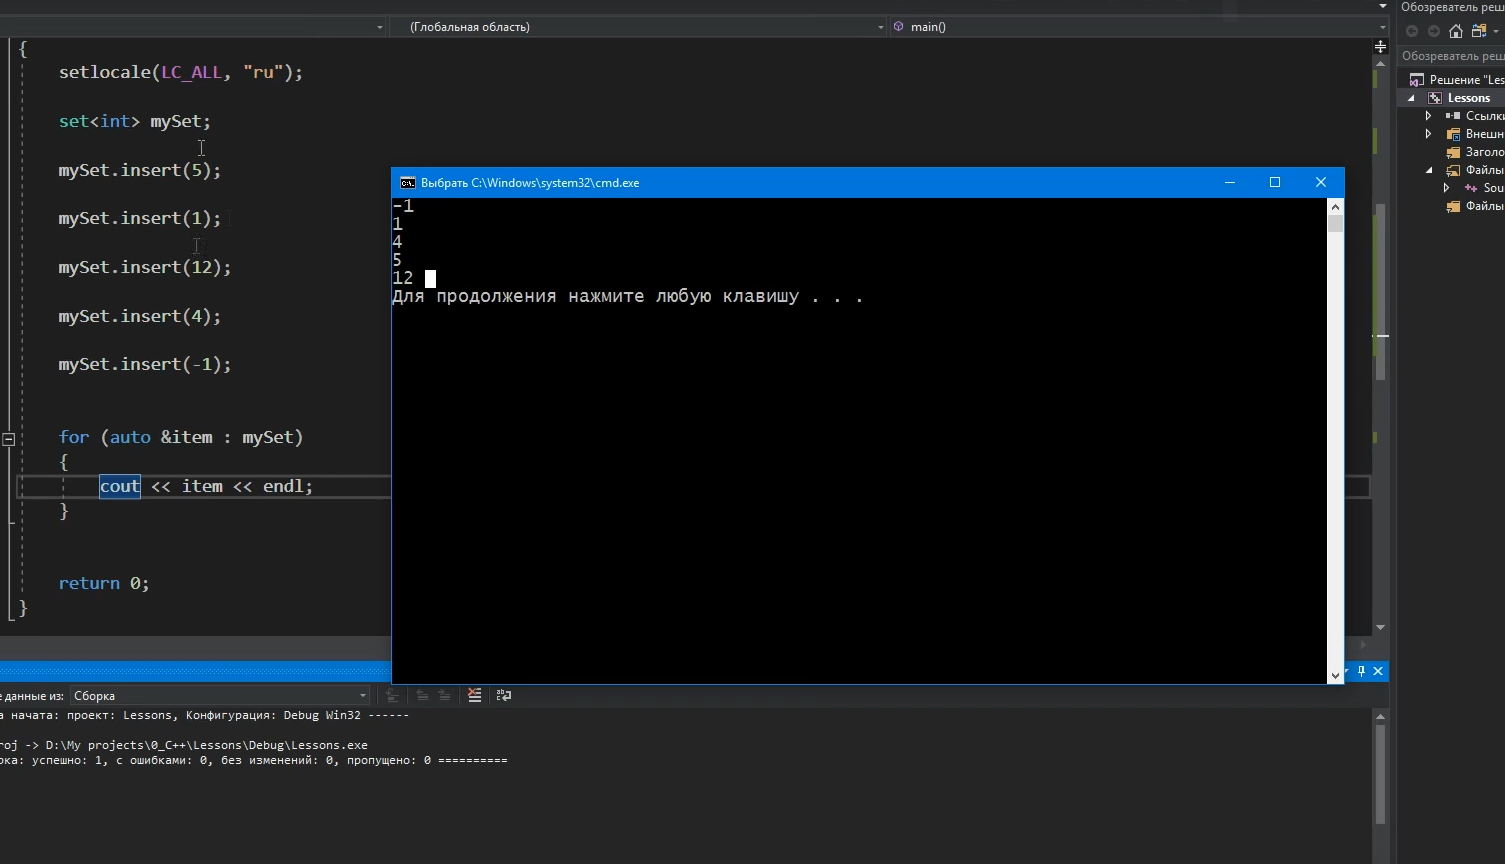 Обозреватель реш
(Глобальная область)
main()
{
setlocale(LC_ALL, "ru");
set<int> mySet;
mySet.insert(5);
mySet.insert(1);
mySet.insert(12);
mySet.insert(4);
mySet.insert(-1);
for (auto &item : mySet)
{
cout << item << endl;
}
return 0;
}
Выбрать C:\Windows\system32\cmd.exe
-1
1
4
5
12
Для продолжения нажмите любую клавишу . . .
Обозреватель реш
Решение "Les
Lessons
Ссылк
Внешн
Заголо
Файлы
Sou
Файлы
е данные из: Сборка
а начата: проект: Lessons, Конфигурация: Debug Win32 ------
roj -> D:\My projects\0_C++\Lessons\Debug\Lessons.exe
рка: успешно: 1, с ошибками: 0, без изменений: 0, пропущено: 0 ==========